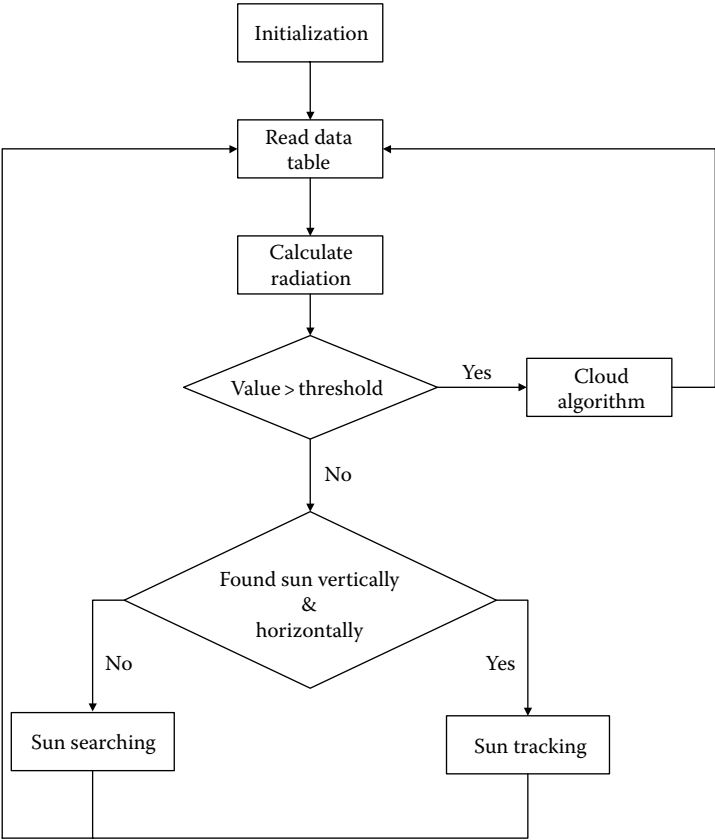 Initialization
Read data
table
Calculate
radiation
Value > threshold
Yes
Cloud
algorithm
No
Found sun vertically
&
horizontally
No
Yes
Sun searching
Sun tracking